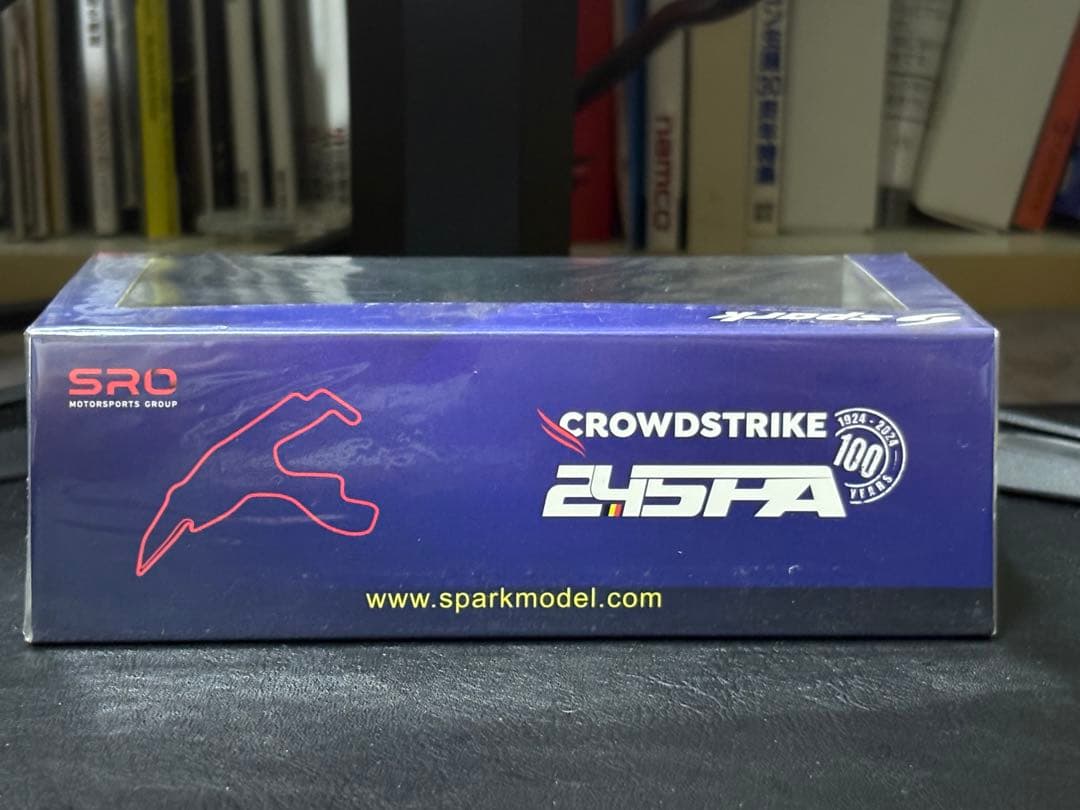 namco
spark
SRO
MOTORSPORTS GROUP
CROWDSTRIKE
24SPA
1924 - 2024
100
YEARS
www.sparkmodel.com